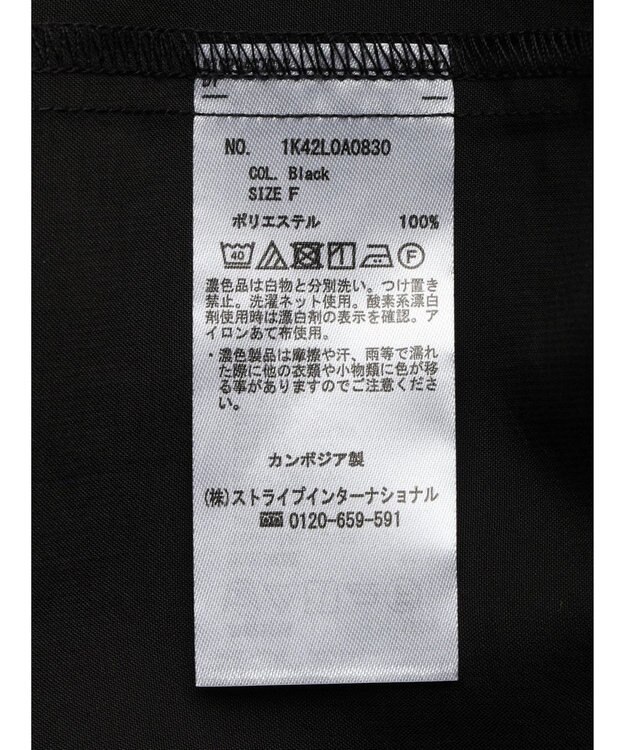 NO. 1K42L0A0830
COL. Black
SIZE F
ポリエステル 100%
40 F
濃色品は白物と分別洗い。つけ置き
禁止。洗濯ネット使用。酸素系漂白
剤使用時は漂白剤の表示を確認。ア
イロンあて布使用。
・濃色製品は摩擦や汗、雨等で濡れ
た際に他の衣類や小物類に色が移
る事がありますのでご注意くださ
い。
カンボジア製
(株)ストライプインターナショナル
0120-659-591